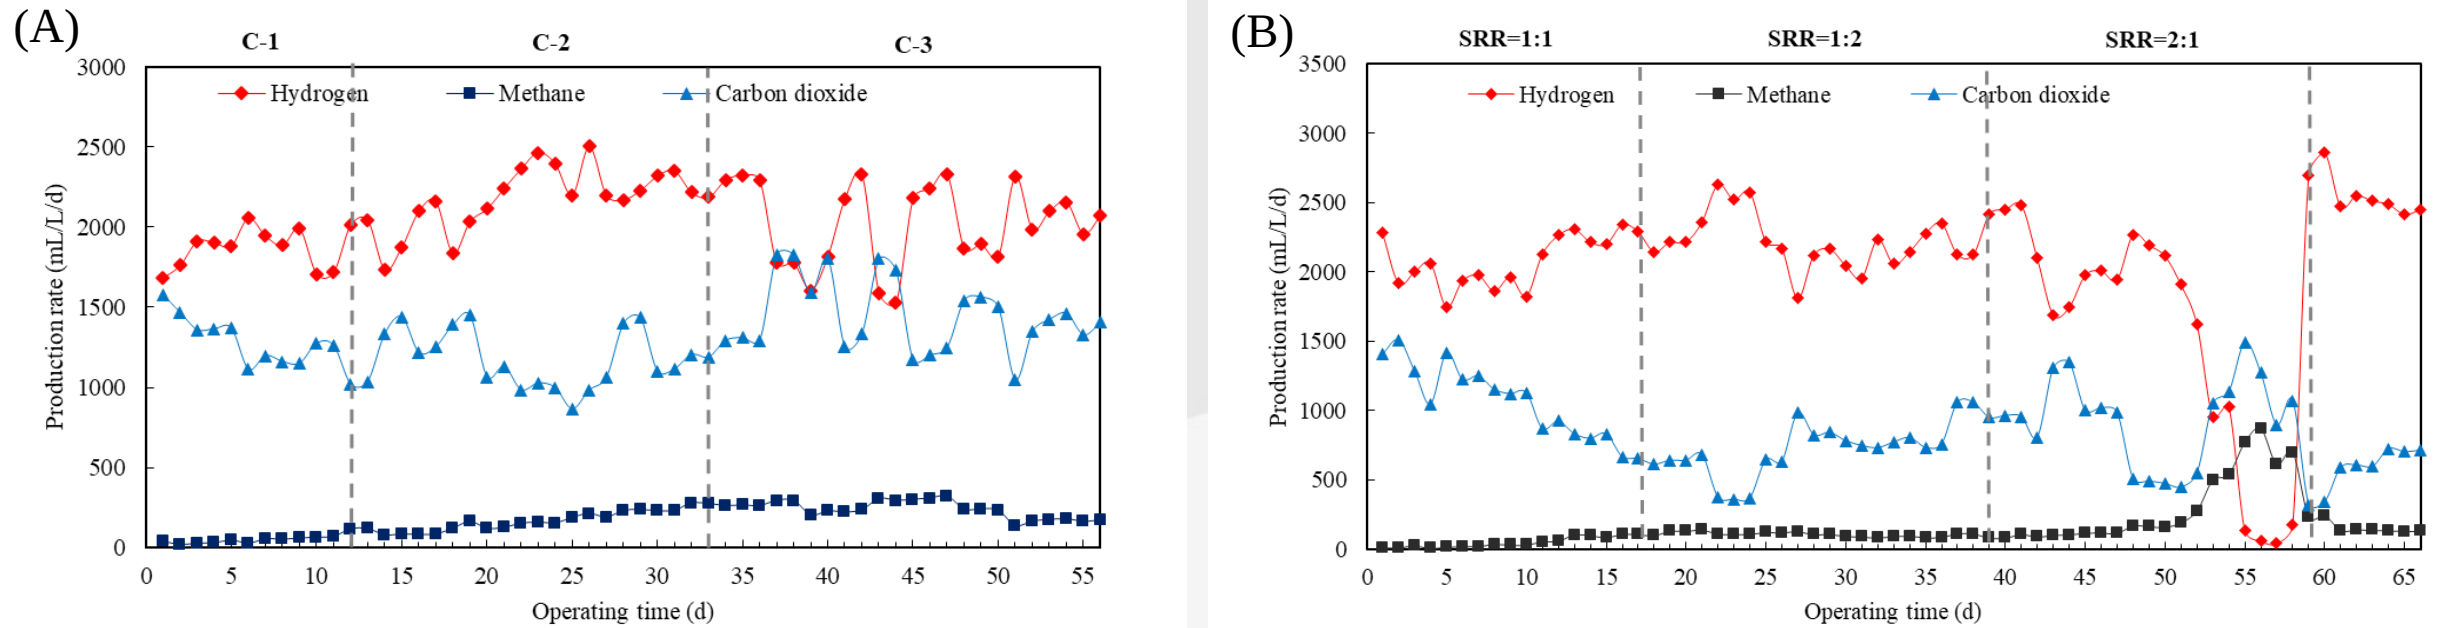 (A)
C-1 C-2 C-3
Hydrogen Methane Carbon dioxide
3000
2500
2000
1500
1000
500
0
Production rate (mL/L/d)
0 5 10 15 20 25 30 35 40 45 50 55
Operating time (d)
(B)
SRR=1:1 SRR=1:2 SRR=2:1
Hydrogen Methane Carbon dioxide
3500
3000
2500
2000
1500
1000
500
0
Production rate (mL/L/d)
0 5 10 15 20 25 30 35 40 45 50 55 60 65
Operating time (d)